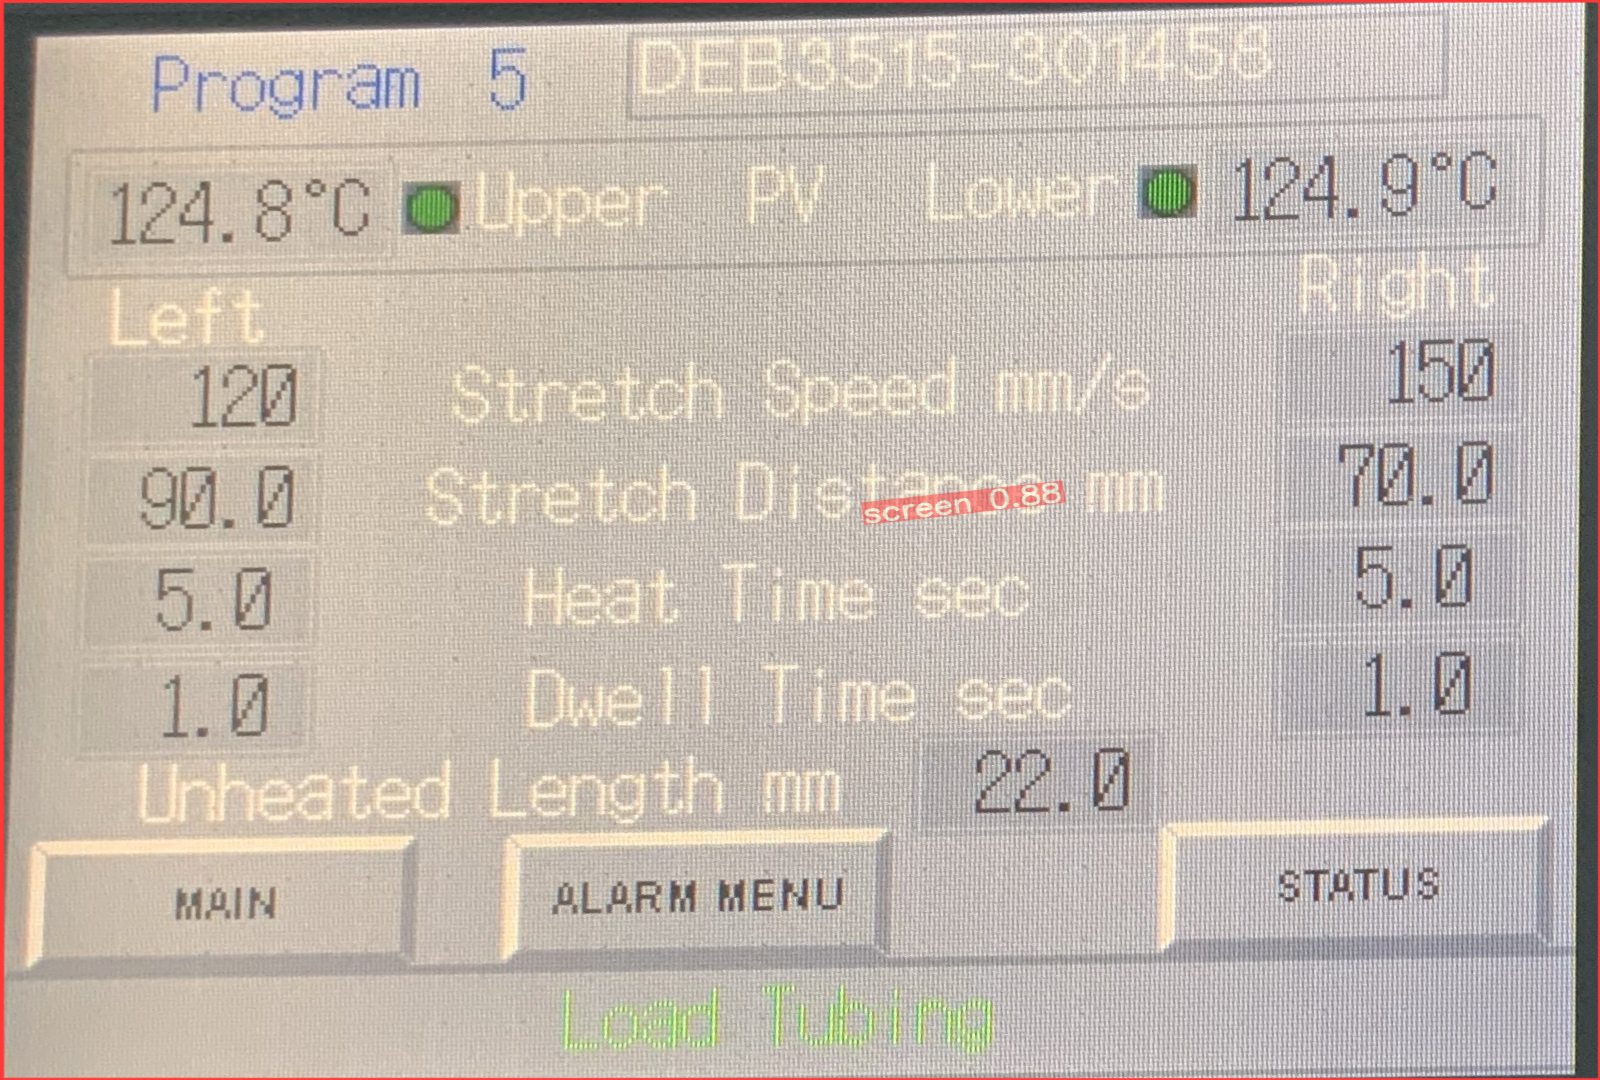 Program 5 DEB3515-301458
124.8°C Upper PV Lower 124.9°C
Left Right
120 Stretch Speed mm/s 150
90.0 Stretch Distance mm 70.0
screen 0.88
5.0 Heat Time sec 5.0
1.0 Dwell Time sec 1.0
Unheated Length mm 22.0
MAIN ALARM MENU STATUS
Load Tubing